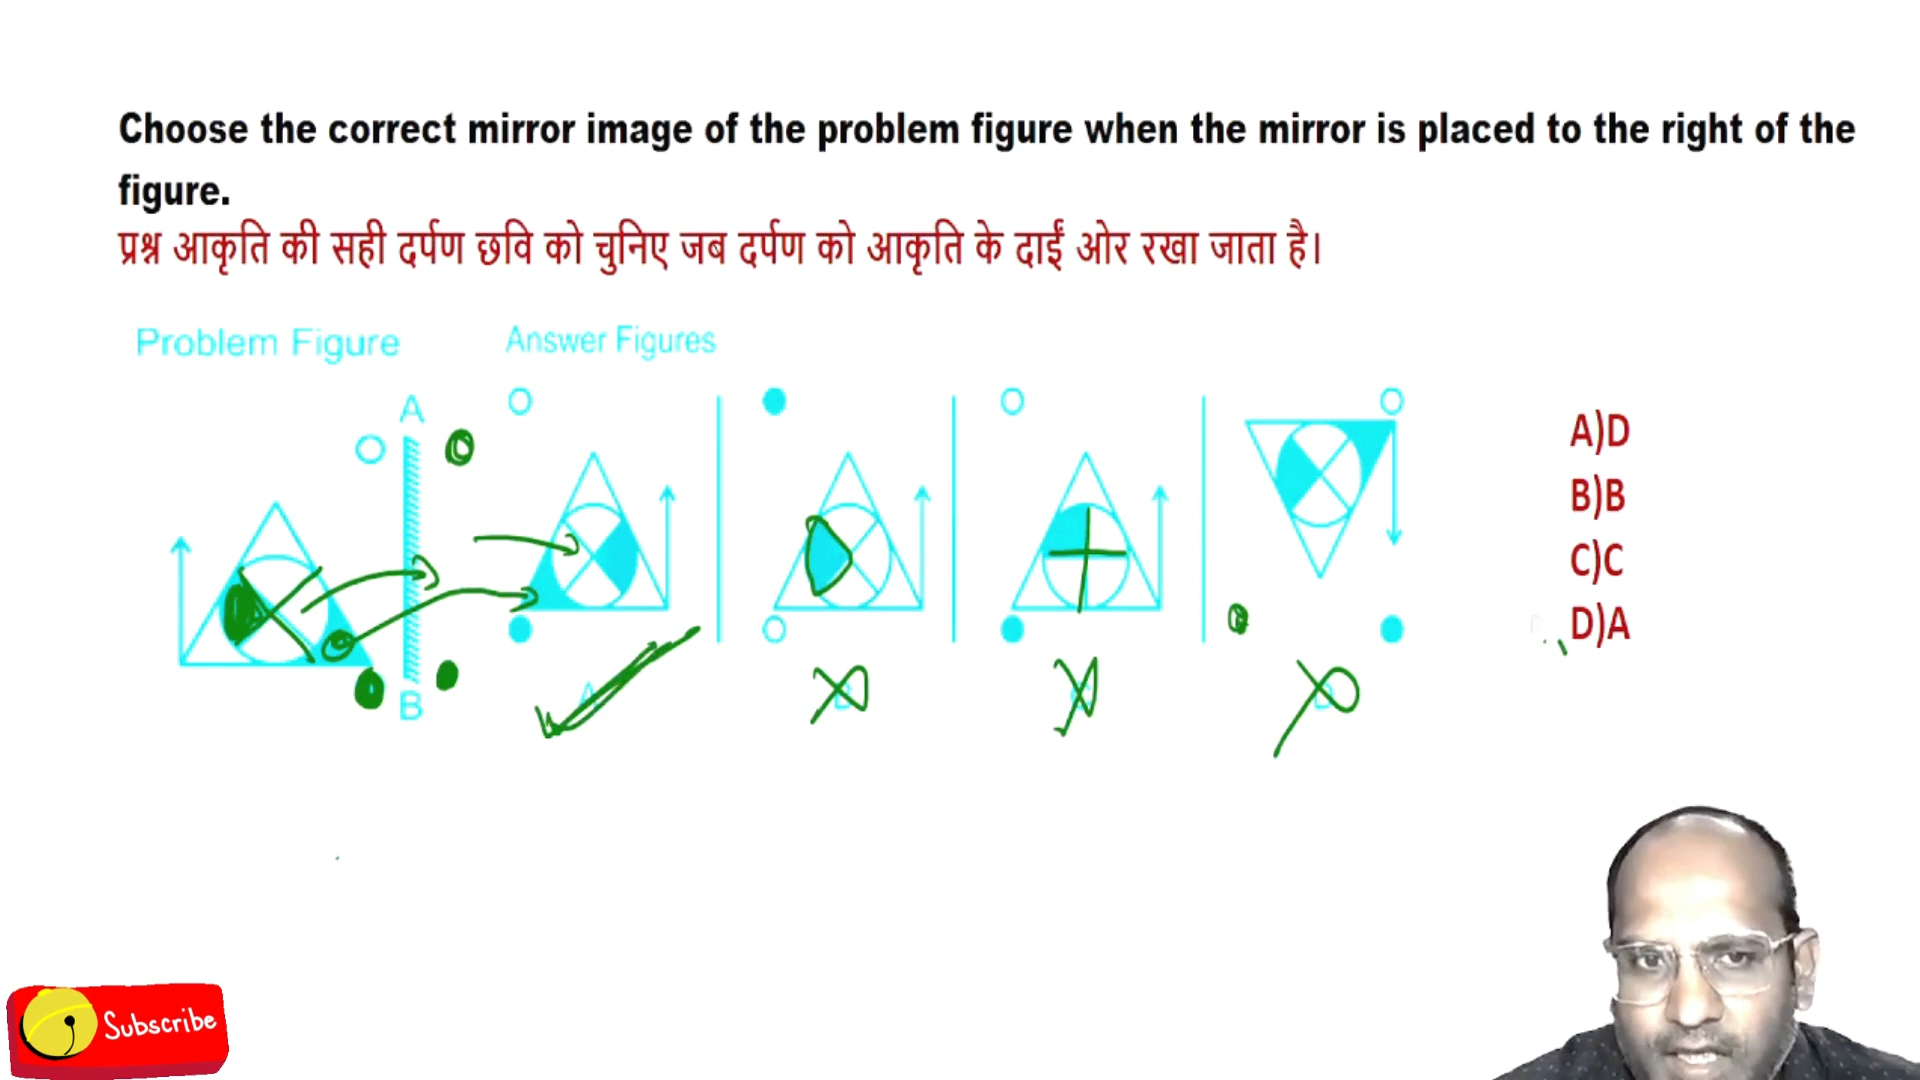 Choose the correct mirror image of the problem figure when the mirror is placed to the right of the
figure.
प्रश्न आकृति की सही दर्पण छवि को चुनिए जब दर्पण को आकृति के दाईं ओर रखा जाता है।
Problem Figure
Answer Figures
A
B
A)D
B)B
C)C
D)A
Subscribe